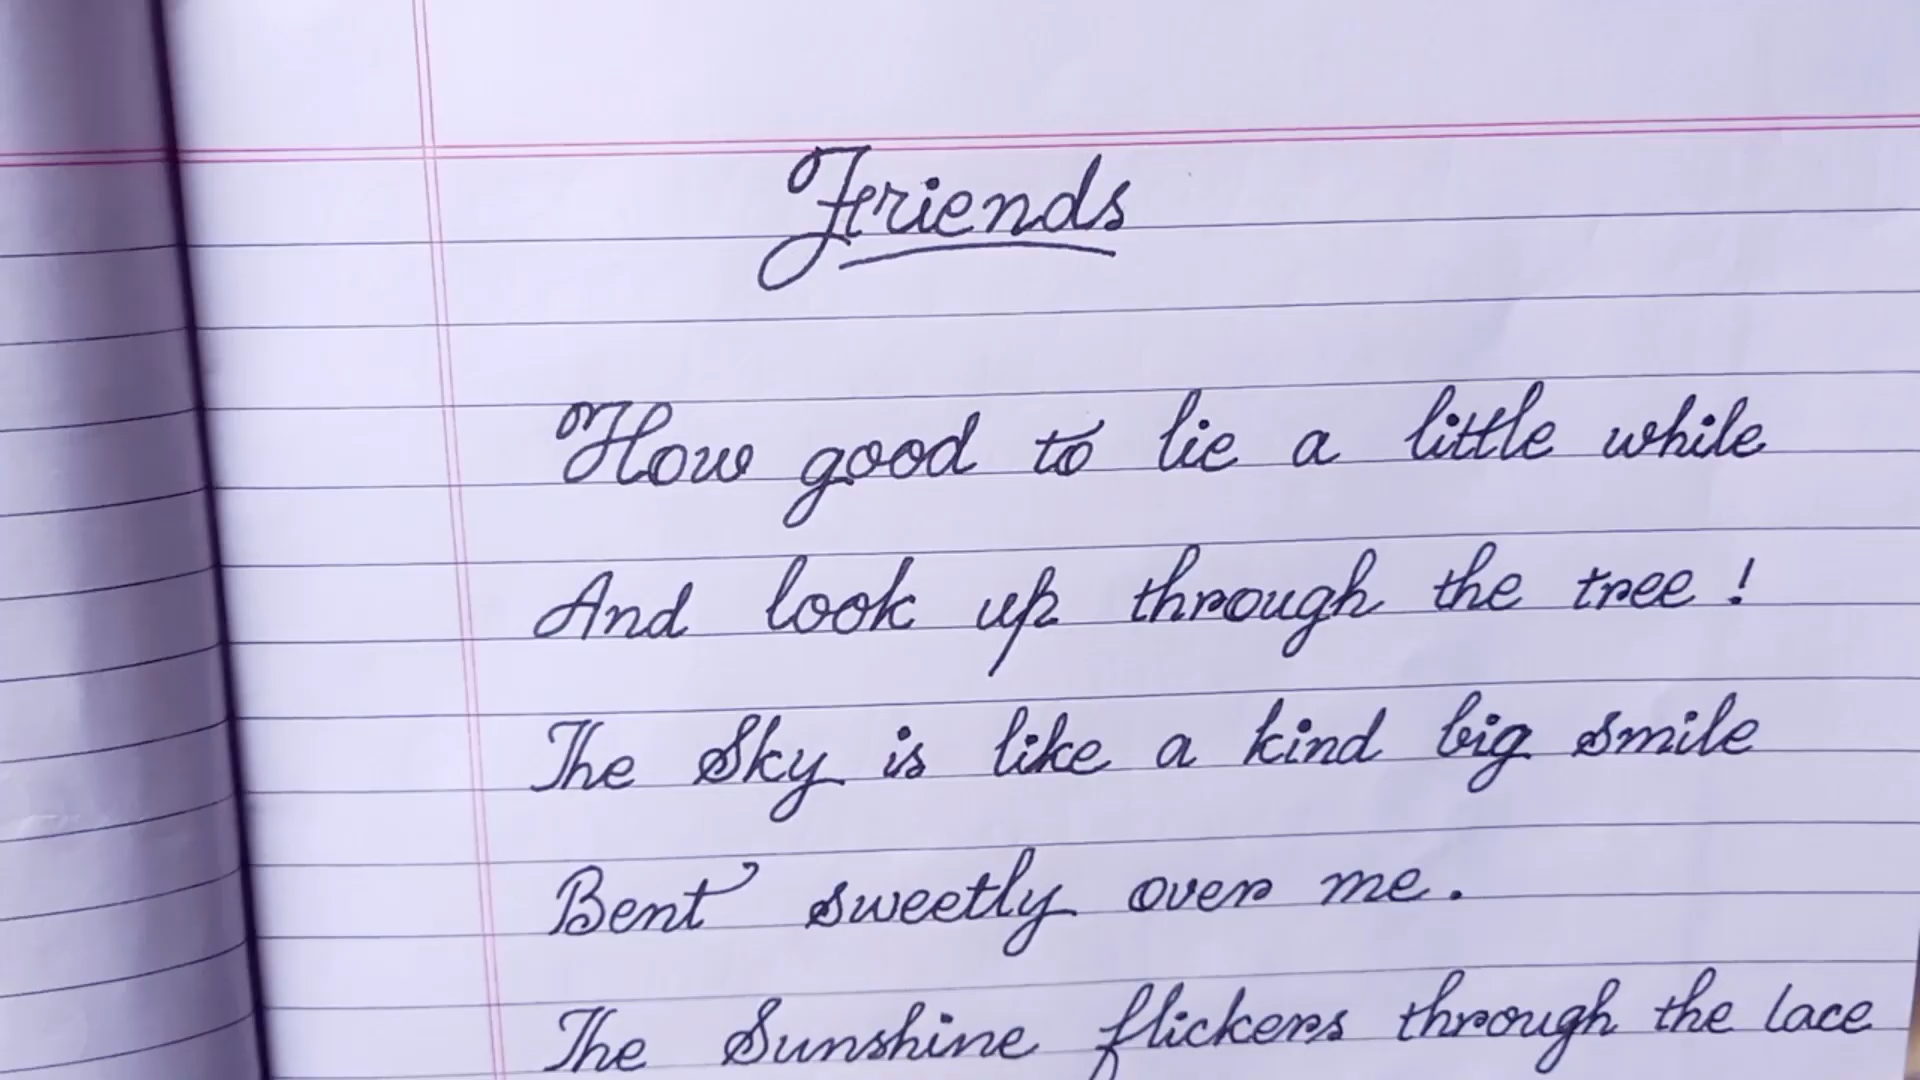 Friends
How good to lie a little while
And look up through the tree!
The Sky is like a kind big smile
Bent sweetly over me.
The Sunshine flickers through the lace